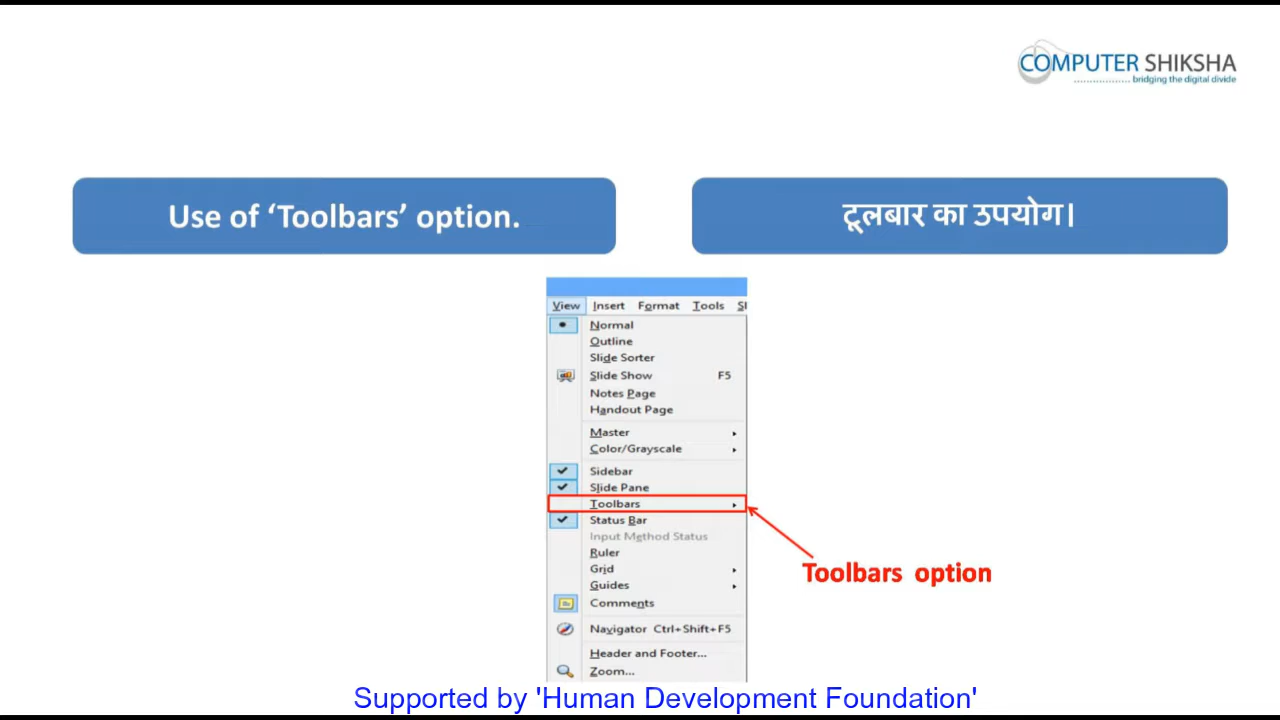 COMPUTER SHIKSHA
bridging the digital divide
Use of ‘Toolbars’ option.
टूलबार का उपयोग।
View Insert Format Tools Sl
Normal
Outline
Slide Sorter
Slide Show F5
Notes Page
Handout Page
Master
Color/Grayscale
Sidebar
Slide Pane
Toolbars
Status Bar
Input Method Status
Ruler
Grid
Guides
Comments
Navigator Ctrl+Shift+F5
Header and Footer...
Zoom...
Toolbars option
Supported by 'Human Development Foundation'